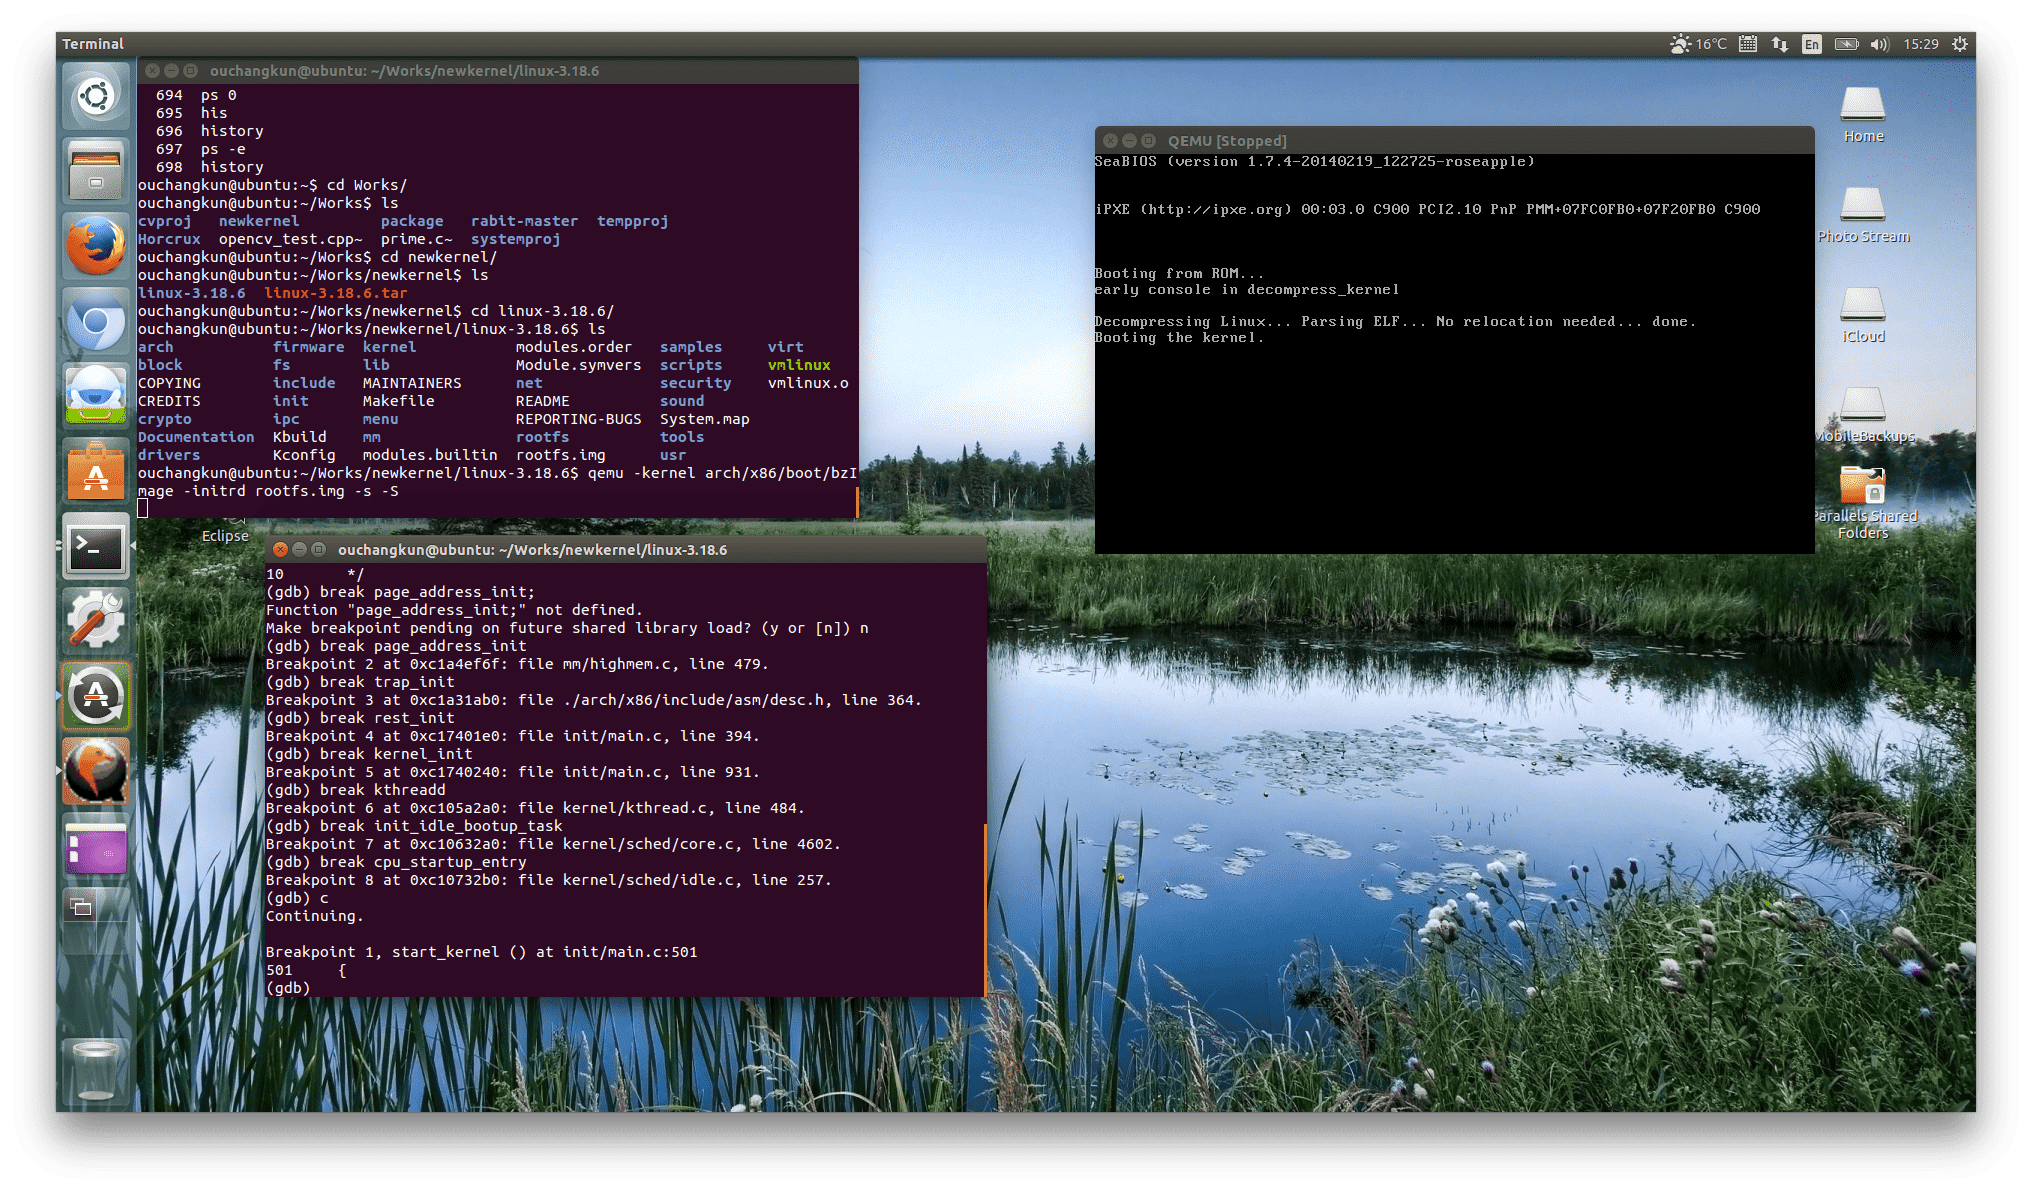 Terminal
16°C
En
15:29
ouchangkun@ubuntu: ~/Works/newkernel/linux-3.18.6
694 ps 0
695 his
696 history
697 ps -e
698 history
ouchangkun@ubuntu:~$ cd Works/
ouchangkun@ubuntu:~/Works$ ls
cvproj newkernel package rabit-master tempproj
Horcrux opencv_test.cpp~ prime.c~ systemproj
ouchangkun@ubuntu:~/Works$ cd newkernel/
ouchangkun@ubuntu:~/Works/newkernel$ ls
linux-3.18.6 linux-3.18.6.tar
ouchangkun@ubuntu:~/Works/newkernel$ cd linux-3.18.6/
ouchangkun@ubuntu:~/Works/newkernel/linux-3.18.6$ ls
arch firmware kernel modules.order samples virt
block fs lib Module.symvers scripts vmlinux
COPYING include MAINTAINERS net security vmlinux.o
CREDITS init Makefile README sound
crypto ipc menu REPORTING-BUGS System.map
Documentation Kbuild mm rootfs tools
drivers Kconfig modules.builtin rootfs.img usr
ouchangkun@ubuntu:~/Works/newkernel/linux-3.18.6$ qemu -kernel arch/x86/boot/bzI
mage -initrd rootfs.img -s -S
Eclipse
ouchangkun@ubuntu: ~/Works/newkernel/linux-3.18.6
10 */
(gdb) break page_address_init;
Function "page_address_init;" not defined.
Make breakpoint pending on future shared library load? (y or [n]) n
(gdb) break page_address_init
Breakpoint 2 at 0xc1a4ef6f: file mm/highmem.c, line 479.
(gdb) break trap_init
Breakpoint 3 at 0xc1a31ab0: file ./arch/x86/include/asm/desc.h, line 364.
(gdb) break rest_init
Breakpoint 4 at 0xc17401e0: file init/main.c, line 394.
(gdb) break kernel_init
Breakpoint 5 at 0xc1740240: file init/main.c, line 931.
(gdb) break kthreadd
Breakpoint 6 at 0xc105a2a0: file kernel/kthread.c, line 484.
(gdb) break init_idle_bootup_task
Breakpoint 7 at 0xc10632a0: file kernel/sched/core.c, line 4602.
(gdb) break cpu_startup_entry
Breakpoint 8 at 0xc10732b0: file kernel/sched/idle.c, line 257.
(gdb) c
Continuing.
Breakpoint 1, start_kernel () at init/main.c:501
501 {
(gdb)
QEMU [Stopped]
SeaBIOS (version 1.7.4-20140219_122725-roseapple)
iPXE (http://ipxe.org) 00:03.0 C900 PCI2.10 PnP PMM+07FC0FB0+07F20FB0 C900
Booting from ROM...
early console in decompress_kernel
Decompressing Linux... Parsing ELF... No relocation needed... done.
Booting the kernel.
Home
Photo Stream
iCloud
MobileBackups
Parallels Shared
Folders